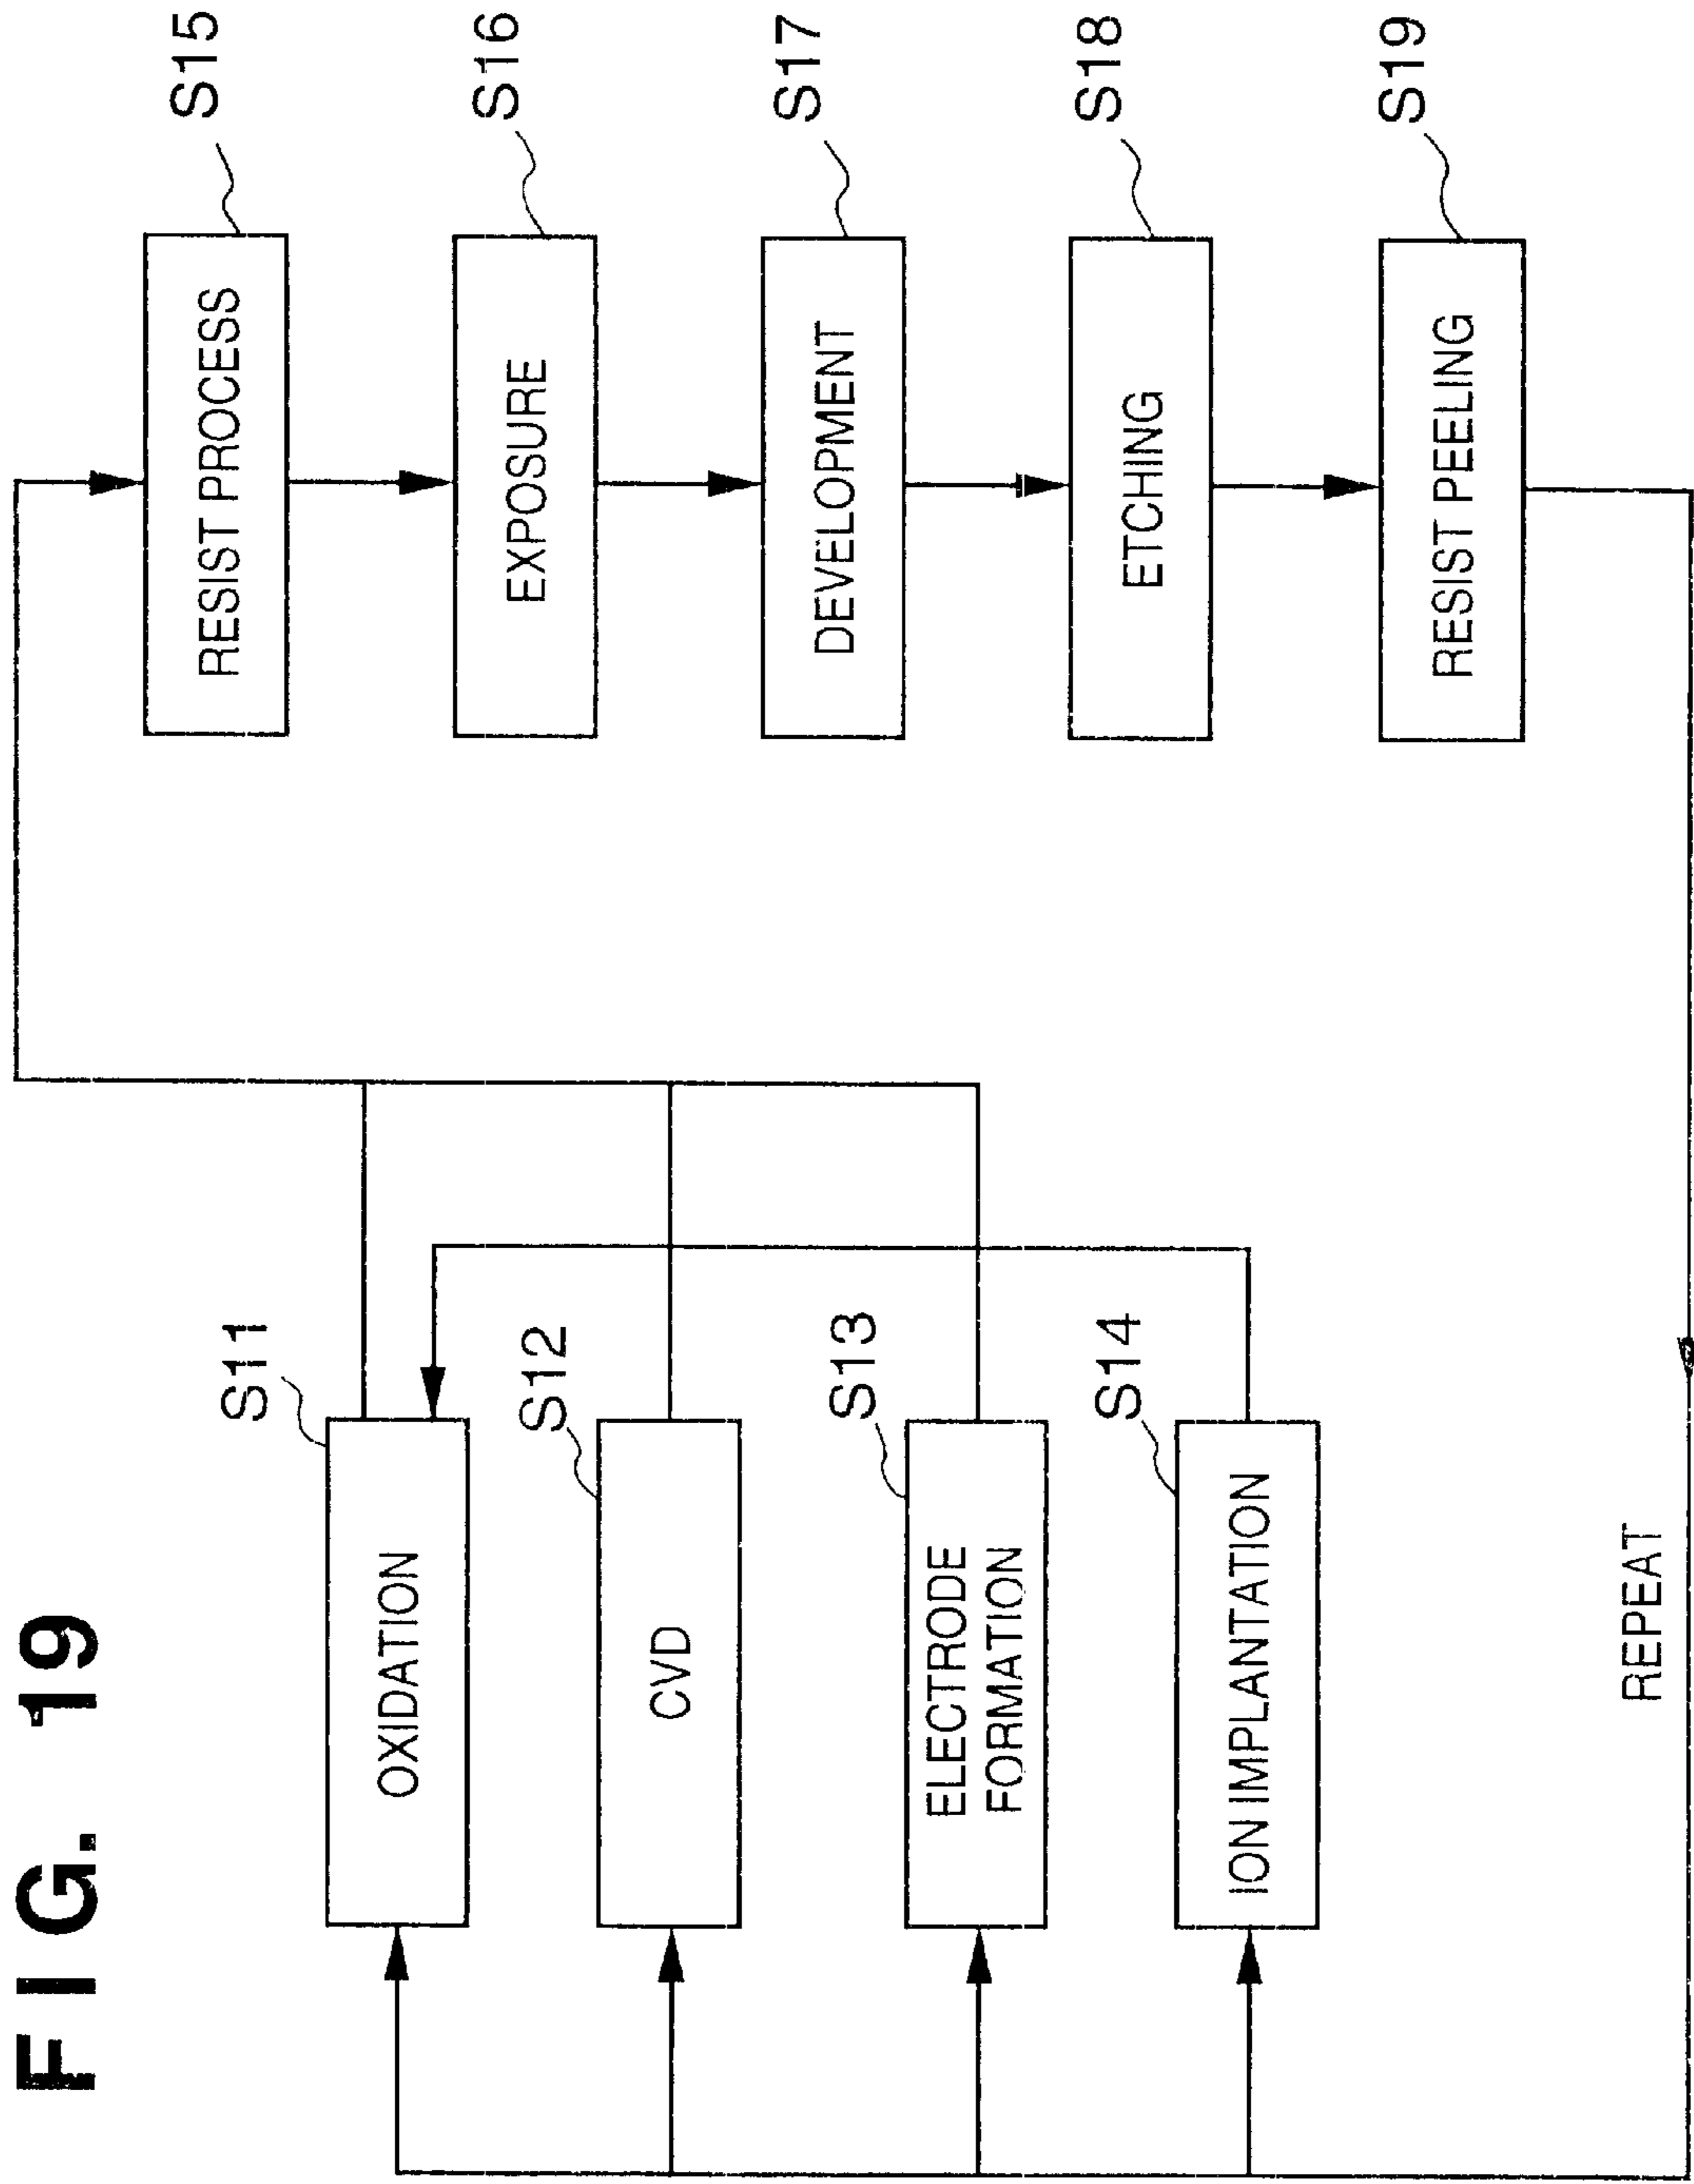 FIG. 19
S11
OXIDATION
S12
CVD
S13
ELECTRODE
FORMATION
S14
ION IMPLANTATION
REPEAT
RESIST PROCESS
S15
EXPOSURE
S16
DEVELOPMENT
S17
ETCHING
S18
RESIST PEELING
S19